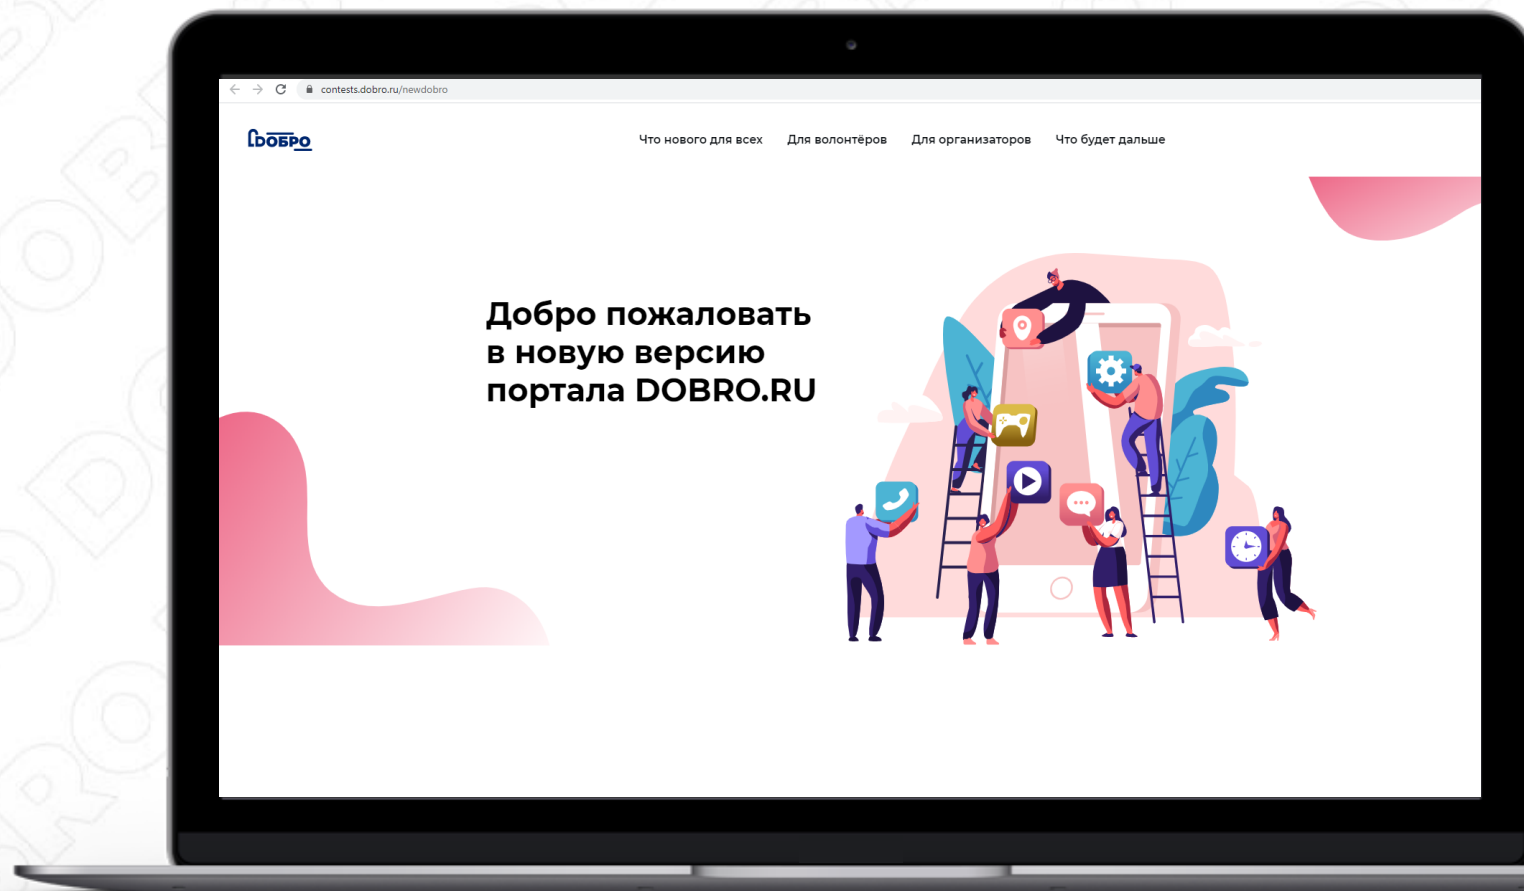 contests.dobro.ru/newdobro
ДОБРО
Что нового для всех Для волонтёров Для организаторов Что будет дальше
Добро пожаловать
в новую версию
портала DOBRO.RU